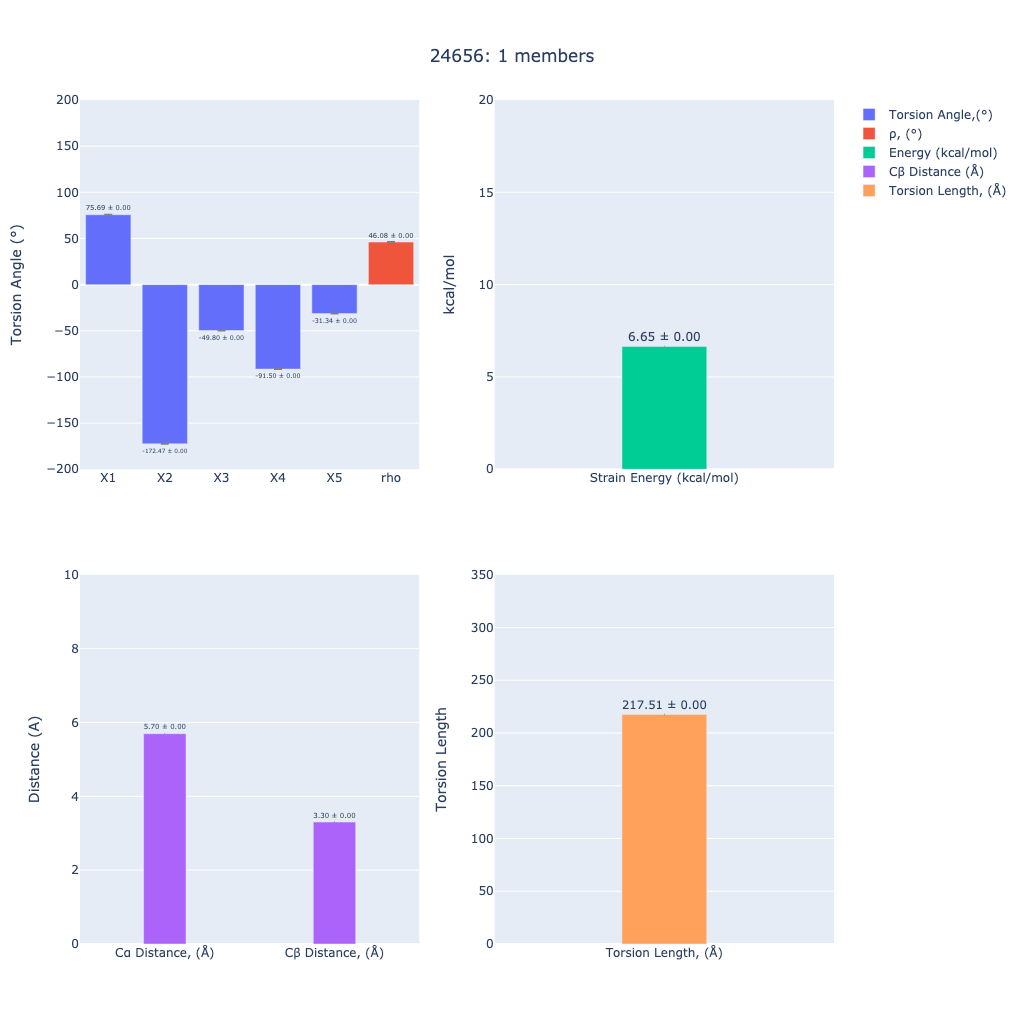 24656: 1 members
Torsion Angle (°)
200
150
100
50
0
−50
−100
−150
−200
75.69 ± 0.00
-172.47 ± 0.00
-49.80 ± 0.00
-91.50 ± 0.00
-31.34 ± 0.00
46.08 ± 0.00
X1 X2 X3 X4 X5 rho
kcal/mol
20
15
10
5
0
6.65 ± 0.00
Strain Energy (kcal/mol)
Torsion Angle,(°)
ρ, (°)
Energy (kcal/mol)
Cβ Distance (Å)
Torsion Length, (Å)
Distance (A)
10
8
6
4
2
0
5.70 ± 0.00
3.30 ± 0.00
Cα Distance, (Å) Cβ Distance, (Å)
Torsion Length
350
300
250
200
150
100
50
0
217.51 ± 0.00
Torsion Length, (Å)